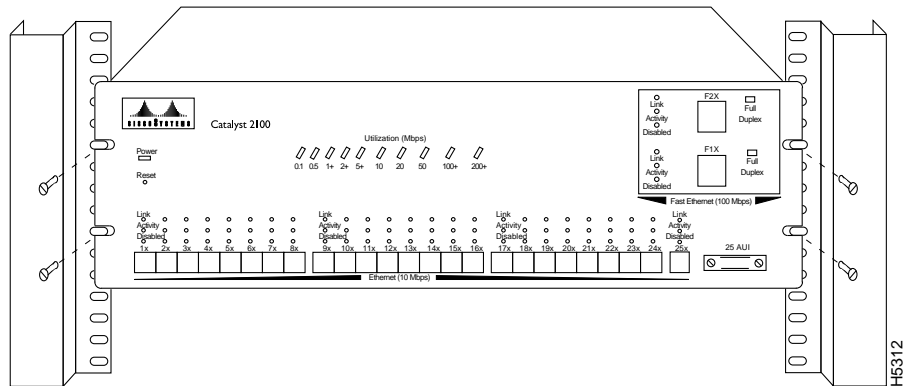 CISCO SYSTEMS
Catalyst 2100
Utilization (Mbps)
0.1 0.5 1+ 2+ 5+ 10 20 50 100+ 200+
Power
Reset
Link
Activity
Disabled
F2X
Full
Duplex
Link
Activity
Disabled
F1X
Full
Duplex
Fast Ethernet (100 Mbps)
Link
Activity
Disabled
1x 2x 3x 4x 5x 6x 7x 8x
Link
Activity
Disabled
9x 10x 11x 12x 13x 14x 15x 16x
Link
Activity
Disabled
17x 18x 19x 20x 21x 22x 23x 24x
Link
Activity
Disabled
25x
25 AUI
Ethernet (10 Mbps)
H5312